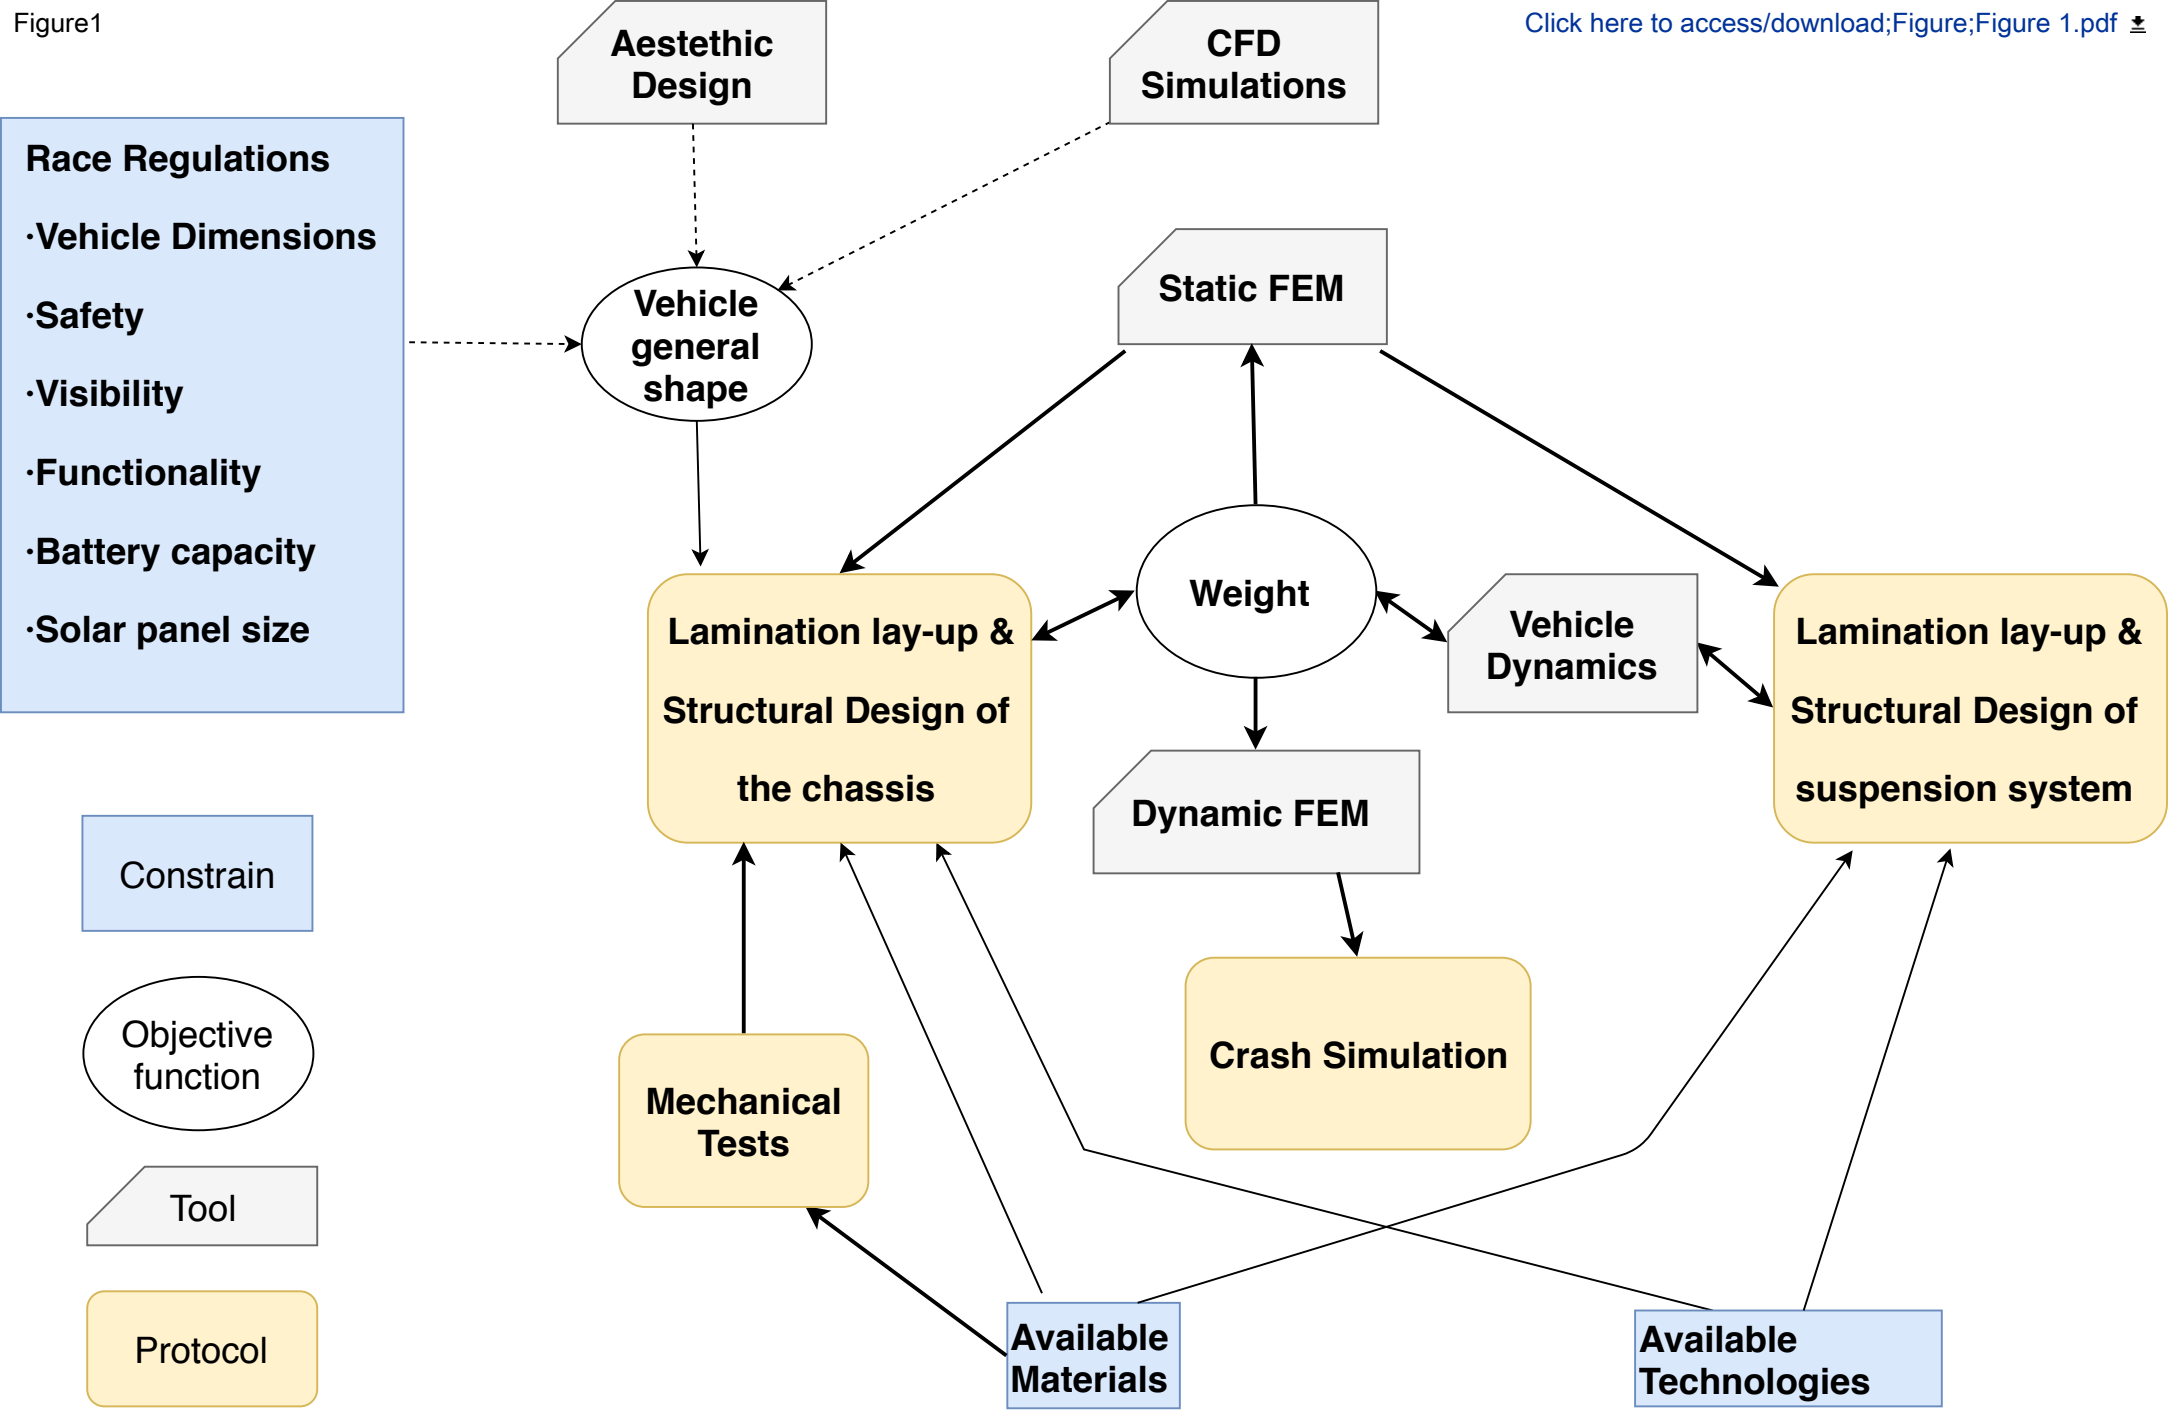 Figure1
Click here to access/download;Figure;Figure 1.pdf
Aestethic
Design
CFD
Simulations
Race Regulations
·Vehicle Dimensions
·Safety
·Visibility
·Functionality
·Battery capacity
·Solar panel size
Vehicle
general
shape
Static FEM
Weight
Vehicle
Dynamics
Lamination lay-up &
Structural Design of
the chassis
Lamination lay-up &
Structural Design of
suspension system
Dynamic FEM
Crash Simulation
Mechanical
Tests
Available
Materials
Available
Technologies
Constrain
Objective
function
Tool
Protocol